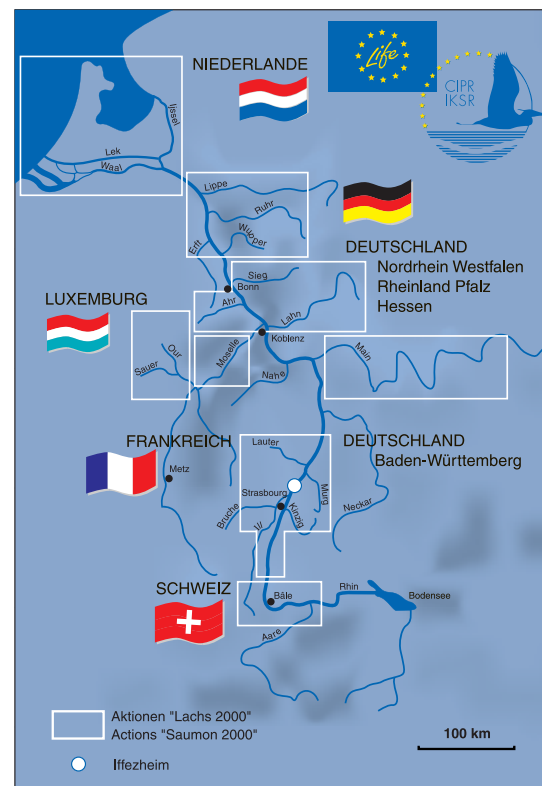 NIEDERLANDE
Life
CIPR
IKSR
Ijssel
Lek
Waal
Lippe
Ruhr
Wupper
Erft
DEUTSCHLAND
Nordrhein Westfalen
Rheinland Pfalz
Hessen
Sieg
Bonn
Ahr
Lahn
Koblenz
LUXEMBURG
Our
Sauer
Moselle
Nahe
Main
FRANKREICH
Metz
DEUTSCHLAND
Baden-Württemberg
Lauter
Strasbourg
Murg
Kinzig
Bruche
Ill
Neckar
SCHWEIZ
Bâle
Rhin
Bodensee
Aare
Aktionen "Lachs 2000"
Actions "Saumon 2000"
100 km
Iffezheim